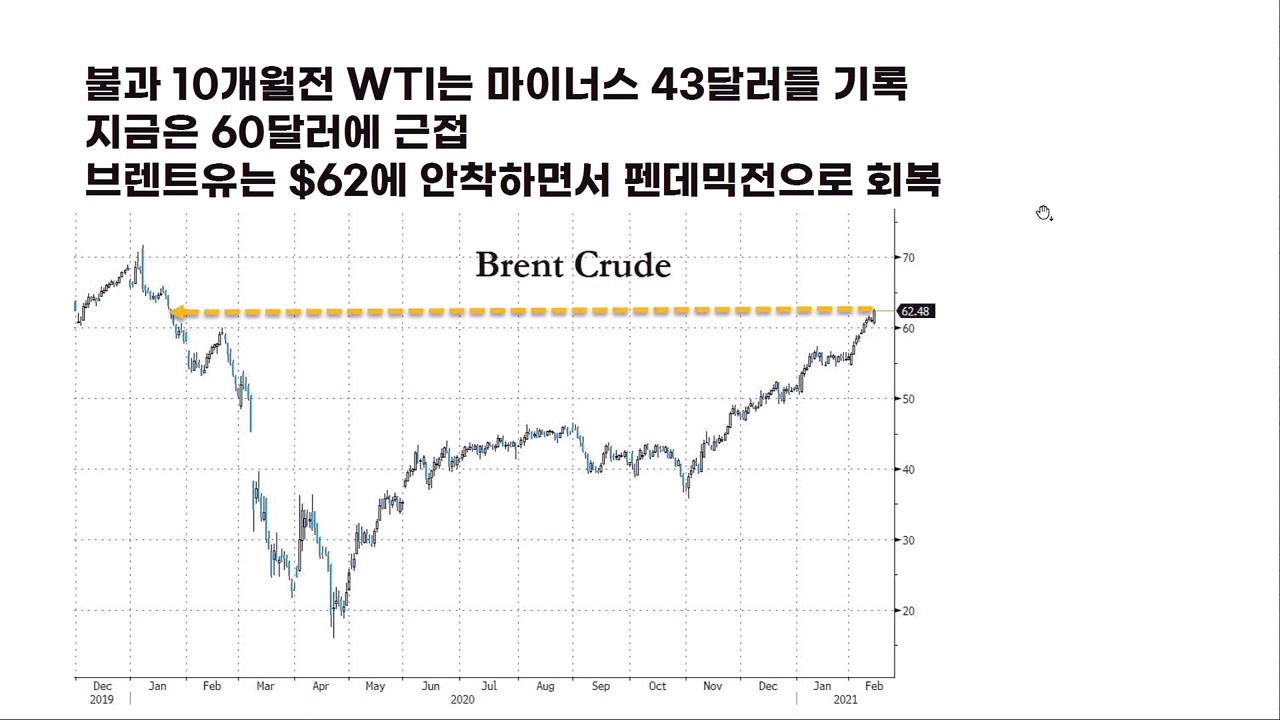 불과 10개월전 WTI는 마이너스 43달러를 기록
지금은 60달러에 근접
브렌트유는 $62에 안착하면서 펜데믹전으로 회복
Brent Crude
70
62.48
60
50
40
30
20
Dec Jan Feb Mar Apr May Jun Jul Aug Sep Oct Nov Dec Jan Feb
2019 2020 2021